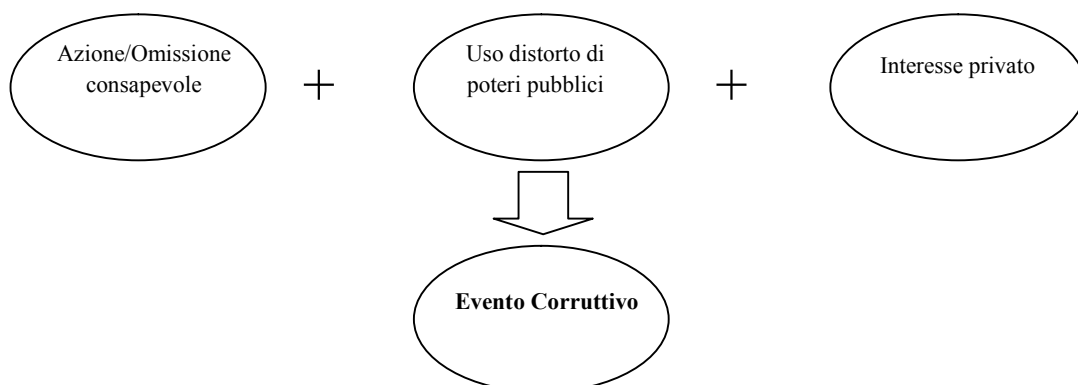 Azione/Omissione
consapevole
+
Uso distorto di
poteri pubblici
+
Interesse privato
Evento Corruttivo